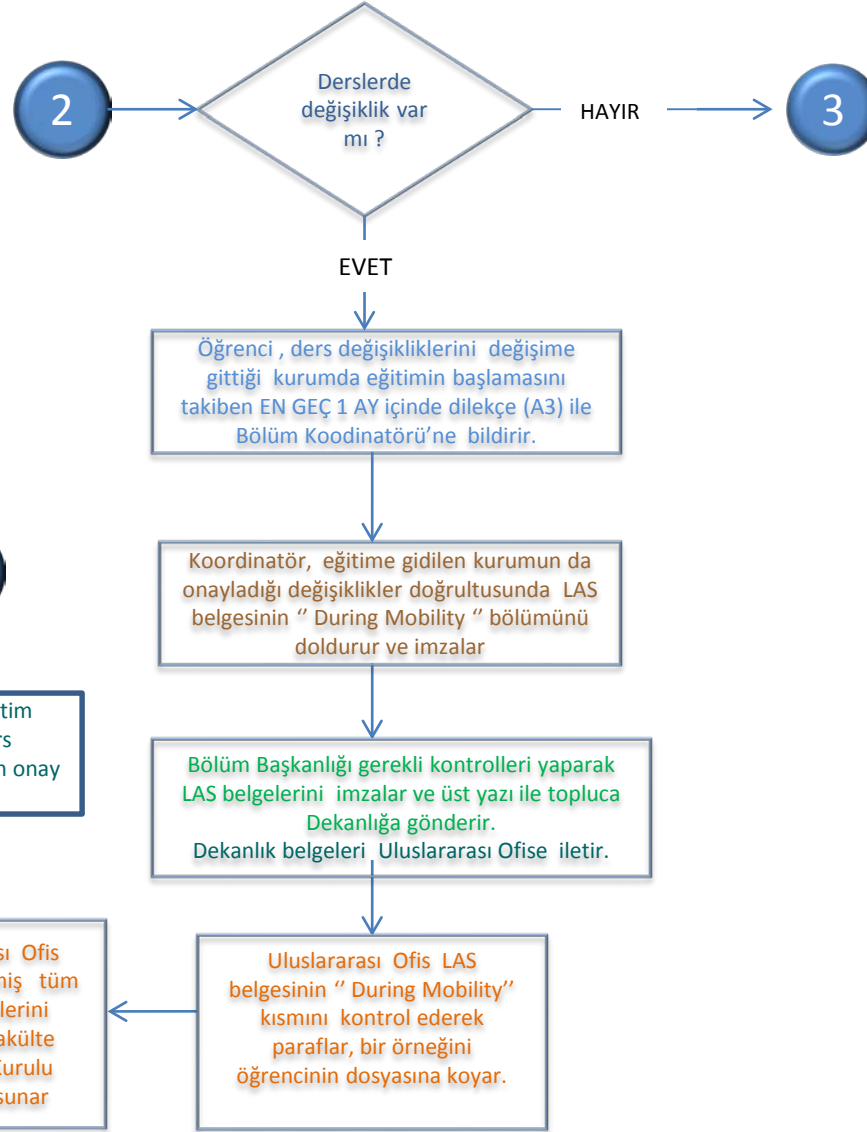 2
Derslerde
değişiklik var
mı ?
HAYIR
3
EVET
Öğrenci , ders değişikliklerini değişime
gittiği kurumda eğitimin başlamasını
takiben EN GEÇ 1 AY içinde dilekçe (A3) ile
Bölüm Koodinatörü’ne bildirir.
Koordinatör, eğitime gidilen kurumun da
onayladığı değişiklikler doğrultusunda LAS
belgesinin ‘’ During Mobility ‘’ bölümünü
doldurur ve imzalar
onay
Bölüm Başkanlığı gerekli kontrolleri yaparak
LAS belgelerini imzalar ve üst yazı ile topluca
Dekanlığa gönderir.
Dekanlık belgeleri Uluslararası Ofise iletir.
Ofis
tüm
sunar
Uluslararası Ofis LAS
belgesinin ‘’ During Mobility’’
kısmını kontrol ederek
paraflar, bir örneğini
öğrencinin dosyasına koyar.